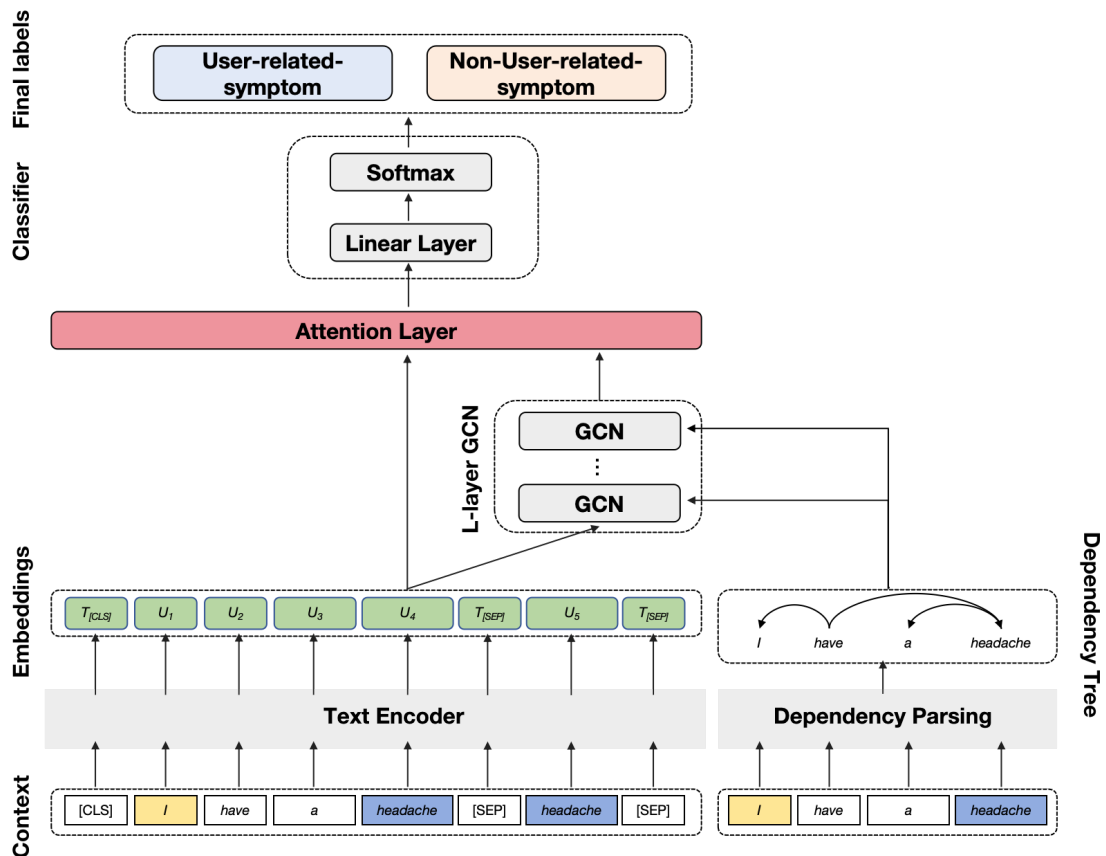 Final labels
User-related-
symptom
Non-User-related-
symptom
Classifier
Softmax
Linear Layer
Attention Layer
L-layer GCN
GCN
⋮
GCN
Embeddings
T[CLS] U1 U2 U3 U4 T[SEP] U5 T[SEP]
I have a headache
Dependency Tree
Text Encoder
Dependency Parsing
Context
[CLS] I have a headache [SEP] headache [SEP]
I have a headache